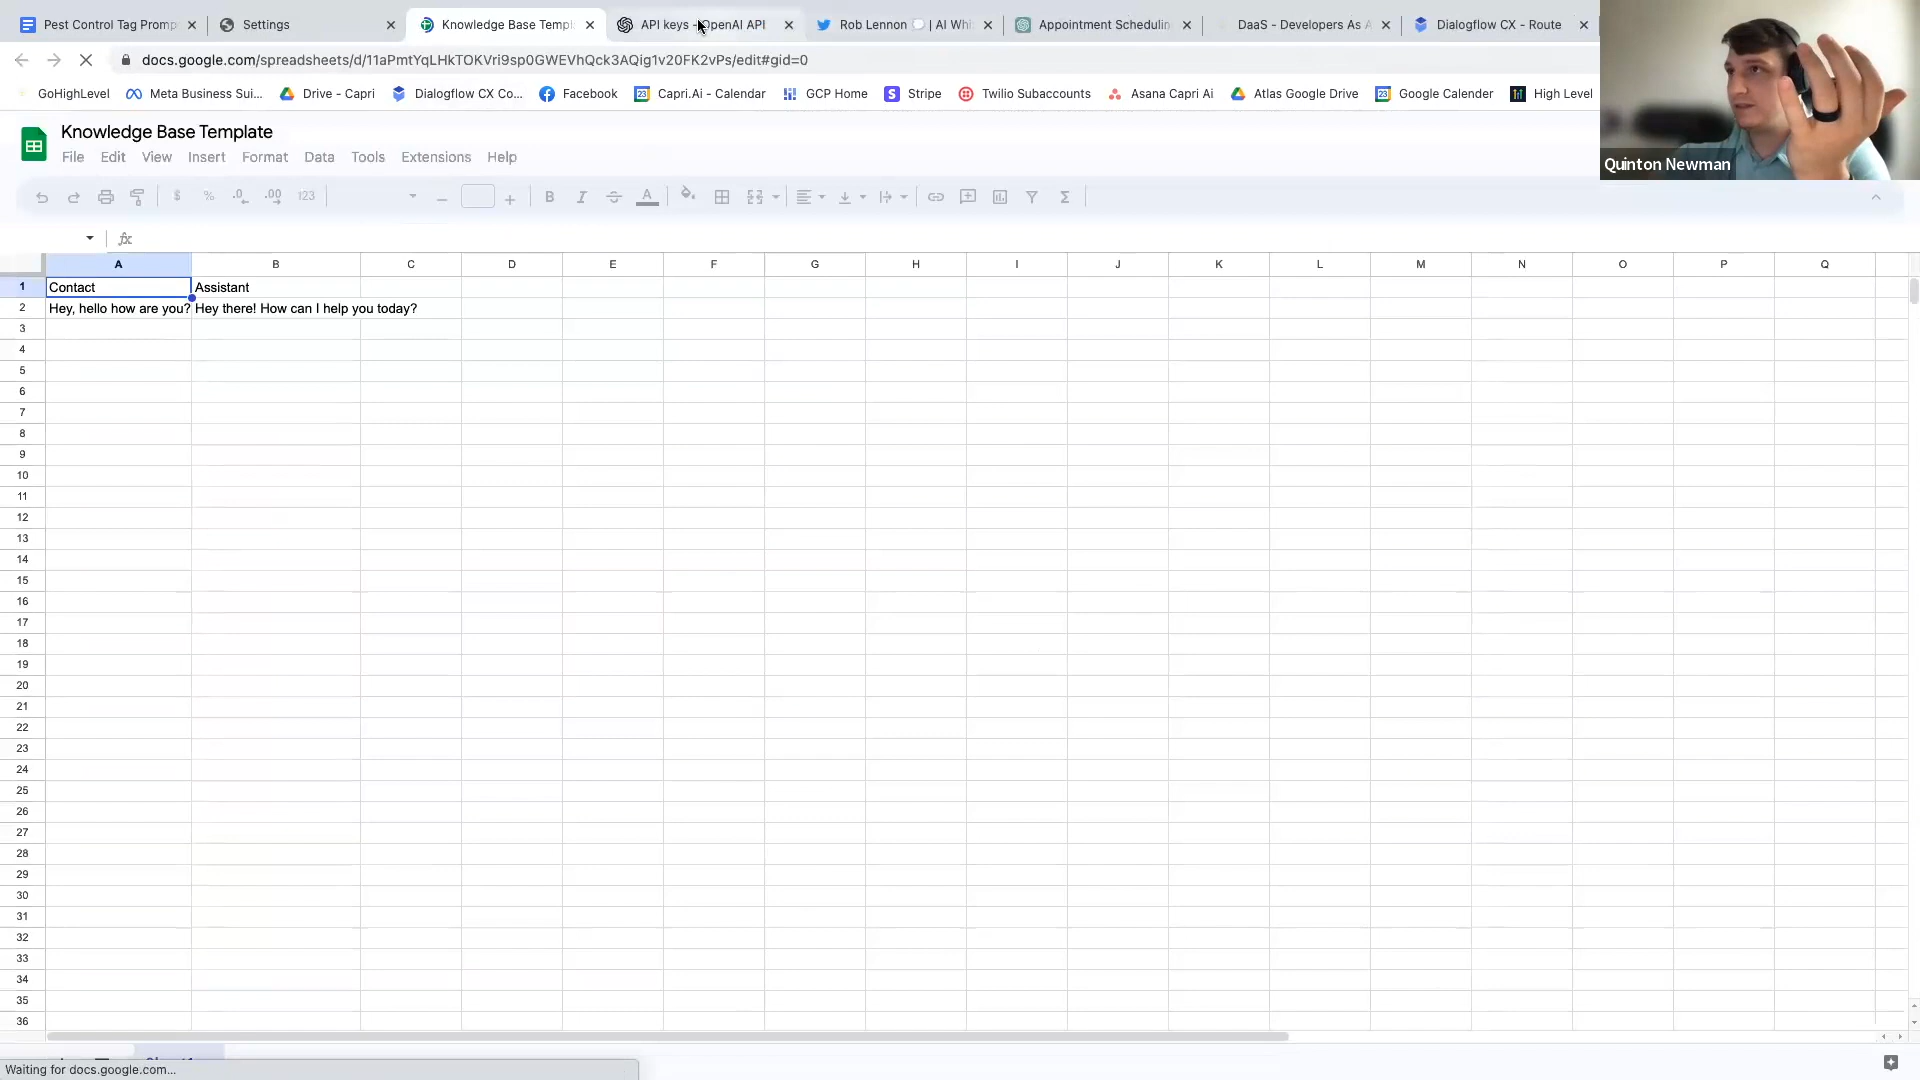 Pest Control Tag Promp
Settings
Knowledge Base Templ
API keys - OpenAI API
Rob Lennon 💬 | AI Whi
Appointment Schedulin
DaaS - Developers As A
Dialogflow CX - Route
docs.google.com/spreadsheets/d/11aPmtYqLHkTOKVri9sp0GWEVhQck3AQig1v20FK2vPs/edit#gid=0
GoHighLevel
Meta Business Sui...
Drive - Capri
Dialogflow CX Co...
Facebook
Capri.Ai - Calendar
GCP Home
Stripe
Twilio Subaccounts
Asana Capri Ai
Atlas Google Drive
Google Calendar
High Level
Quinton Newman
Knowledge Base Template
File Edit View Insert Format Data Tools Extensions Help
$ % .0 .00 123
B I S A
fx
A B C D E F G H I J K L M N O P Q
1 Contact Assistant
2 Hey, hello how are you? Hey there! How can I help you today?
3
4
5
6
7
8
9
10
11
12
13
14
15
16
17
18
19
20
21
22
23
24
25
26
27
28
29
30
31
32
33
34
35
36
Waiting for docs.google.com...